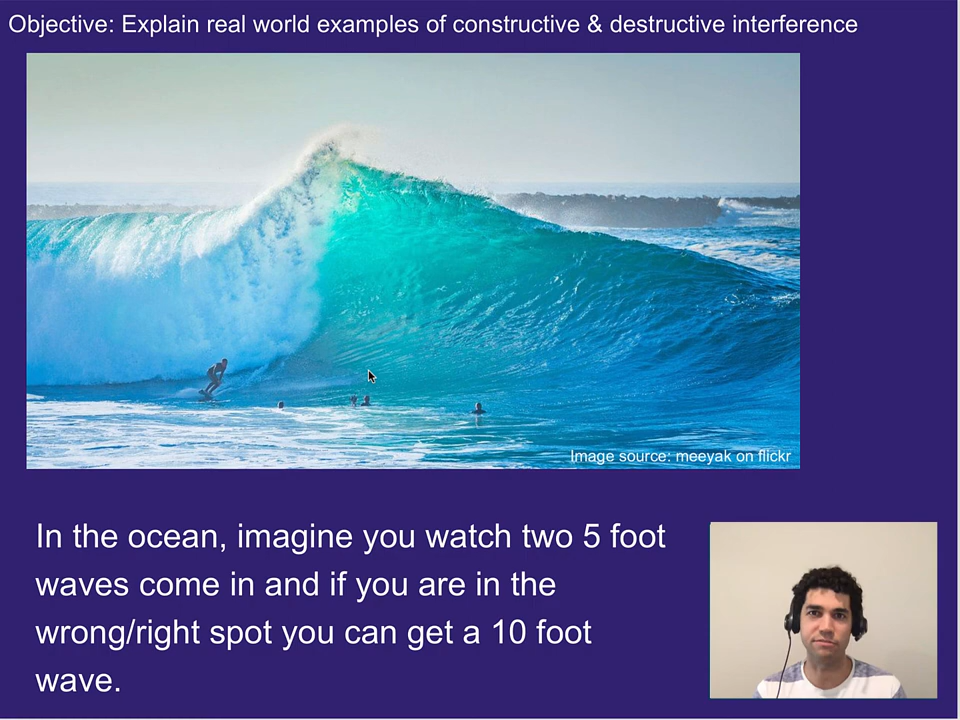 Objective: Explain real world examples of constructive & destructive interference
Image source: meeyak on flickr
In the ocean, imagine you watch two 5 foot
waves come in and if you are in the
wrong/right spot you can get a 10 foot
wave.